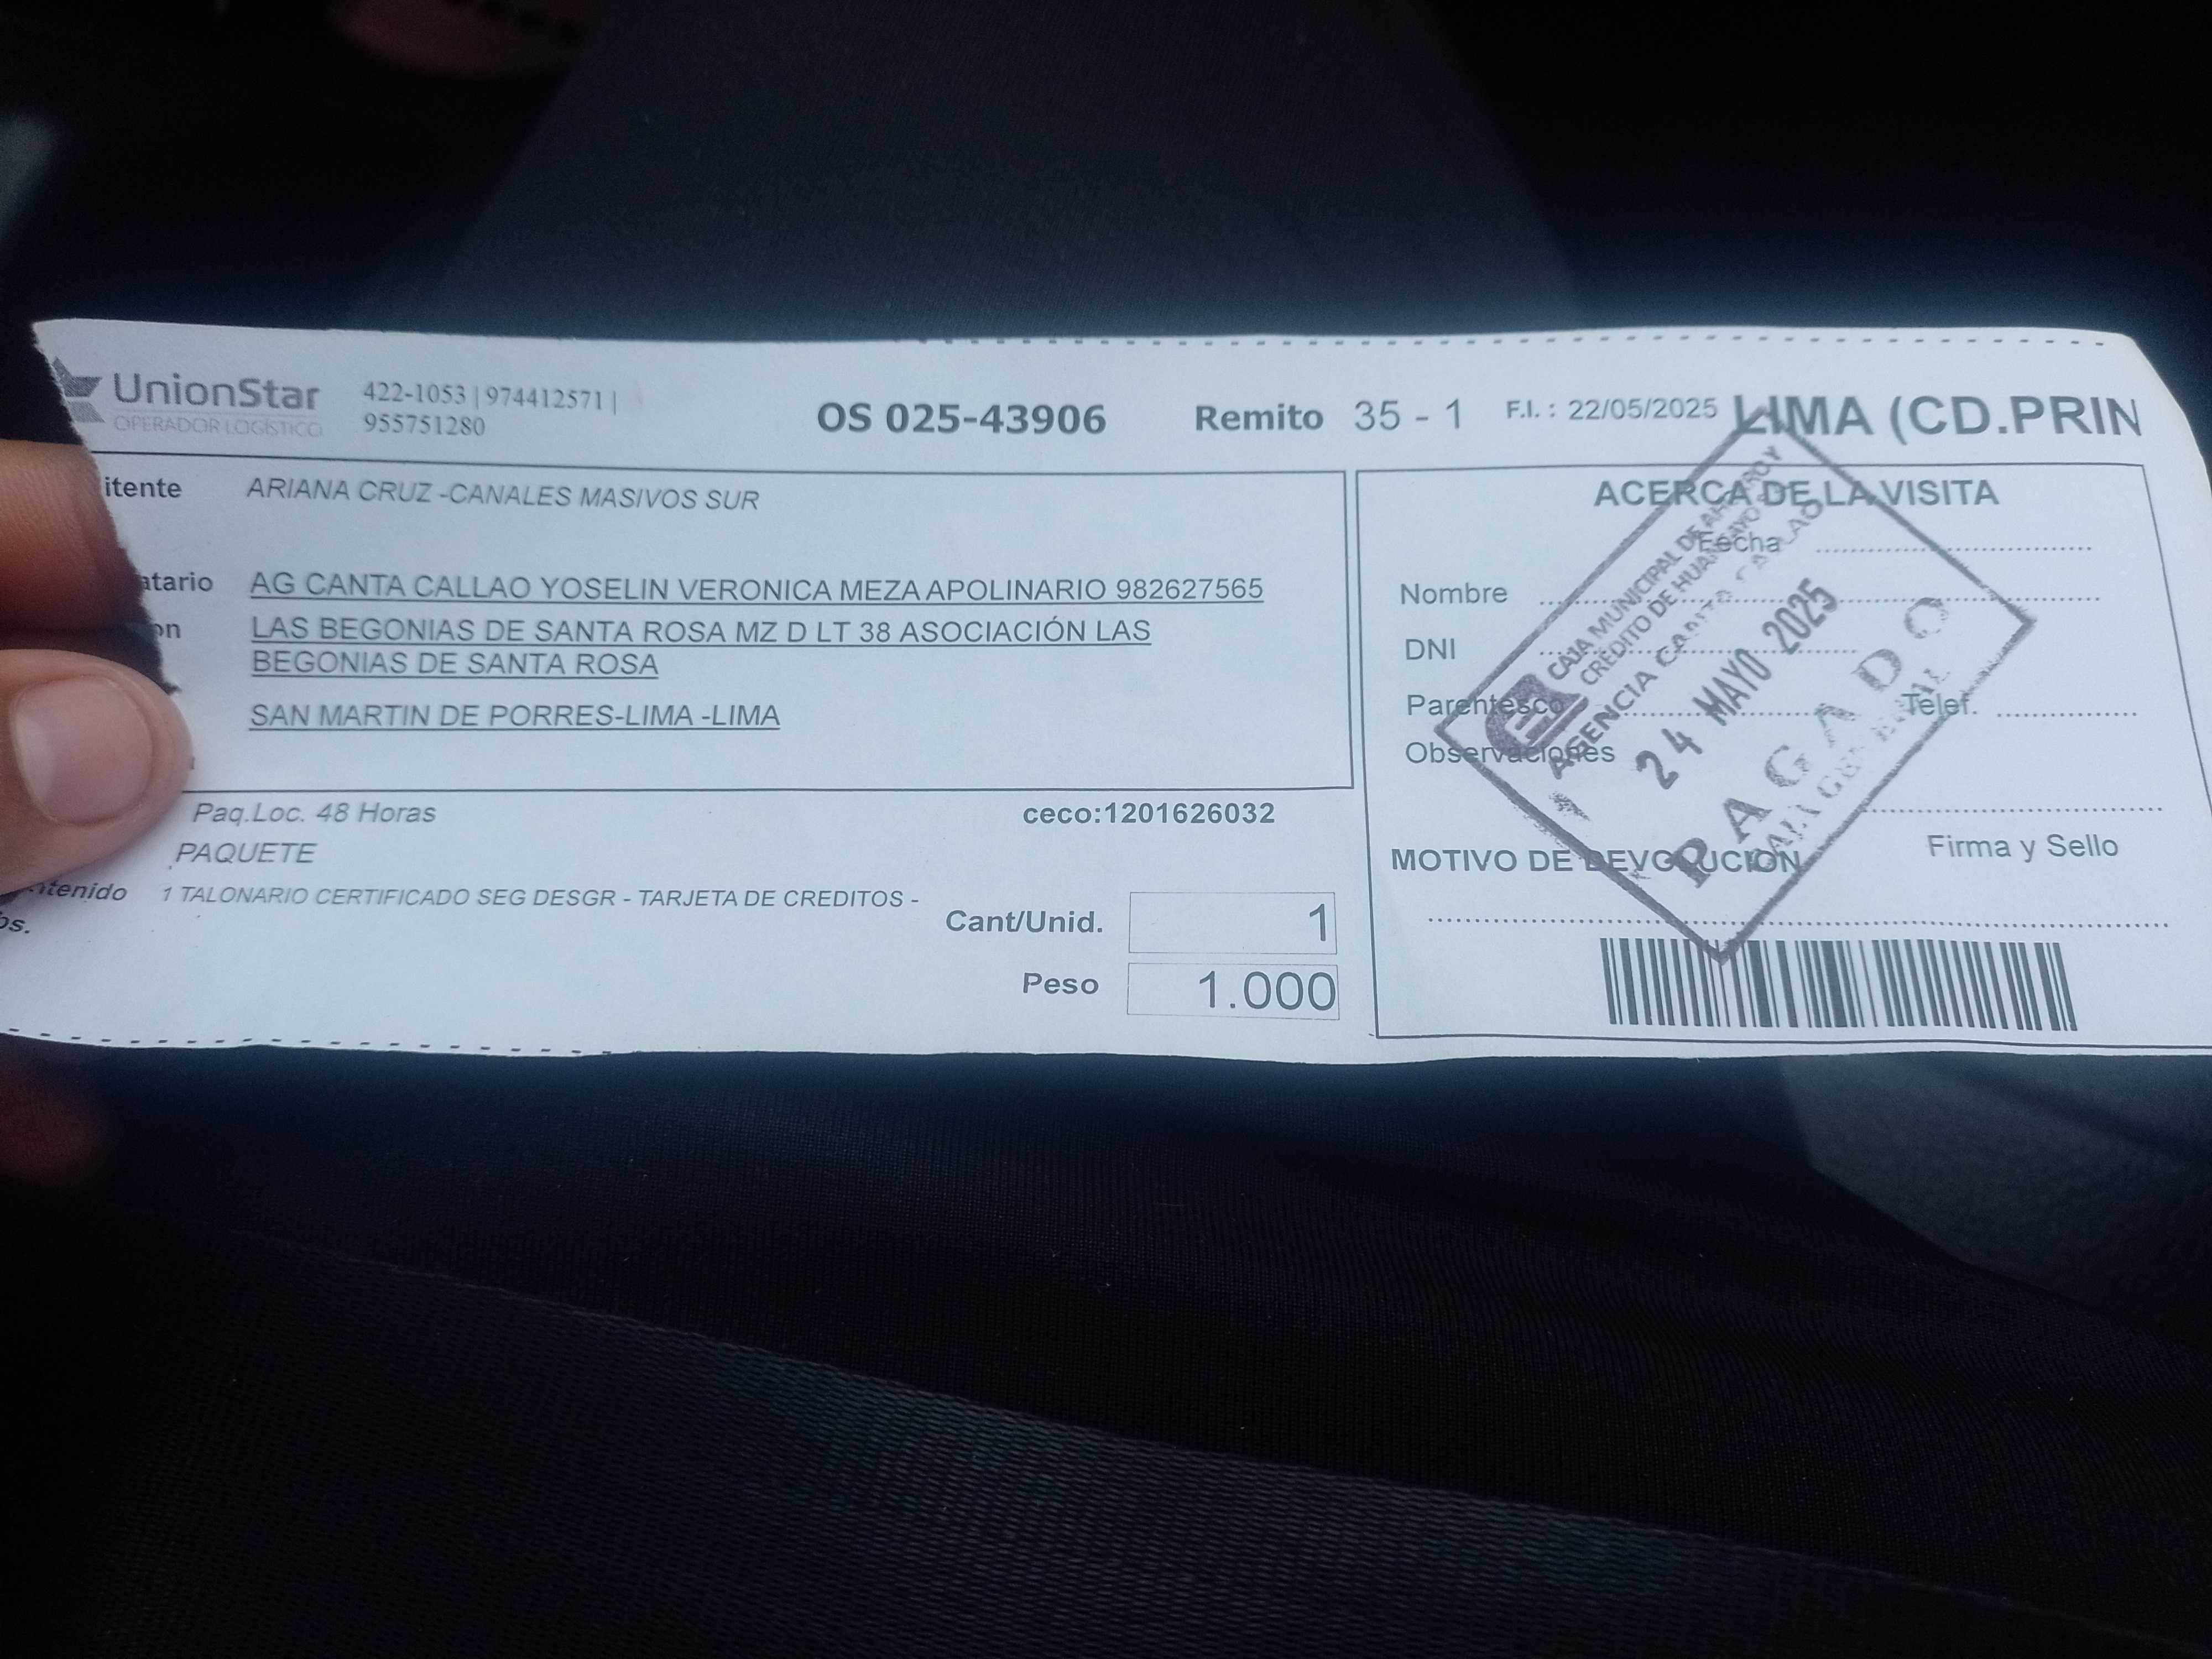 UnionStar
OPERADOR LOGÍSTICO
422-1053 | 974412571 |
955751280
OS 025-43906
Remito 35 - 1
F.I. : 22/05/2025
LIMA (CD.PRIN
itente ARIANA CRUZ -CANALES MASIVOS SUR
atario AG CANTA CALLAO YOSELIN VERONICA MEZA APOLINARIO 982627565
on LAS BEGONIAS DE SANTA ROSA MZ D LT 38 ASOCIACIÓN LAS
BEGONIAS DE SANTA ROSA
SAN MARTIN DE PORRES-LIMA -LIMA
Paq.Loc. 48 Horas
ceco:1201626032
PAQUETE
ntenido 1 TALONARIO CERTIFICADO SEG DESGR - TARJETA DE CREDITOS -
os.
Cant/Unid. 1
Peso 1.000
ACERCA DE LA VISITA
Fecha
Nombre
DNI
Parentesco
Telef.
Observaciones
Firma y Sello
MOTIVO DE DEVOLUCION
CAJA MUNICIPAL DE AHORRO Y
CRÉDITO DE HUANCAYO
AGENCIA CANTA CALLAO
24 MAYO 2025
PAGADO